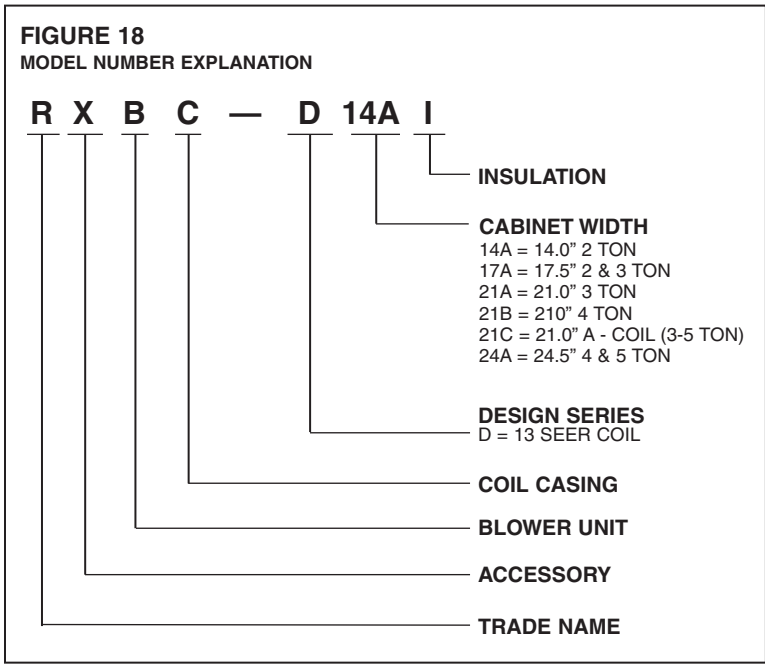 FIGURE 18
MODEL NUMBER EXPLANATION
R X B C — D 14A I
INSULATION
CABINET WIDTH
14A = 14.0” 2 TON
17A = 17.5” 2 & 3 TON
21A = 21.0” 3 TON
21B = 210” 4 TON
21C = 21.0” A - COIL (3-5 TON)
24A = 24.5” 4 & 5 TON
DESIGN SERIES
D = 13 SEER COIL
COIL CASING
BLOWER UNIT
ACCESSORY
TRADE NAME